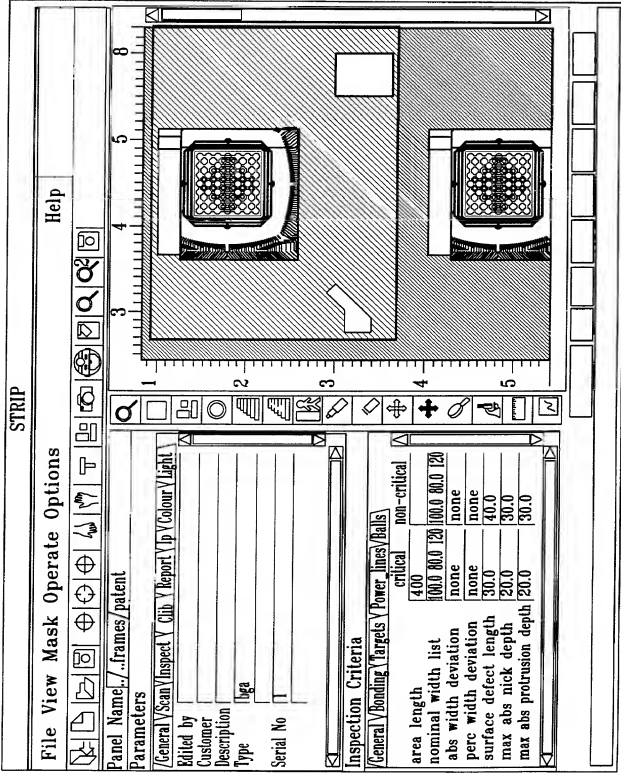 STRIP
File View Mask Operate Options Help
Panel Name ../..frames/patent
Parameters
General Scan Inspect Clib Report Ip Colour Light
Edited by
Customer
Description
Type bga
Serial No 1
Inspection Criteria
General Bonding Targets Power_lines Balls
critical non-critical
area length 400
nominal width list 100.0 80.0 120 100.0 80.0 120
abs width deviation none none
perc width deviation none none
surface defect length 30.0 40.0
max abs nick depth 20.0 30.0
max abs protrusion depth 20.0 30.0
T
2
3 4 5 8
1
2
3
4
5